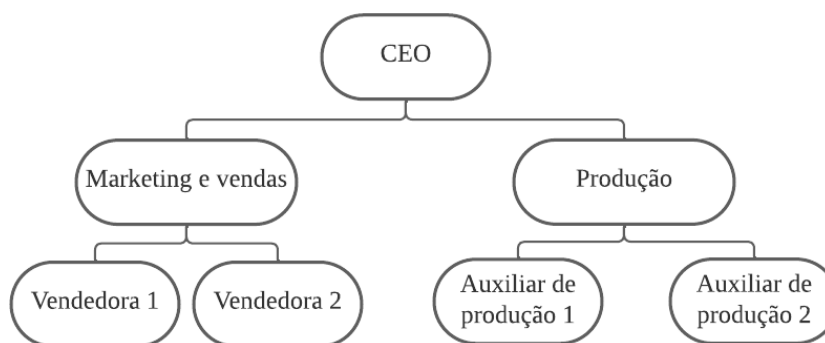 CEO
Marketing e vendas
Produção
Vendedora 1
Vendedora 2
Auxiliar de
produção 1
Auxiliar de
produção 2